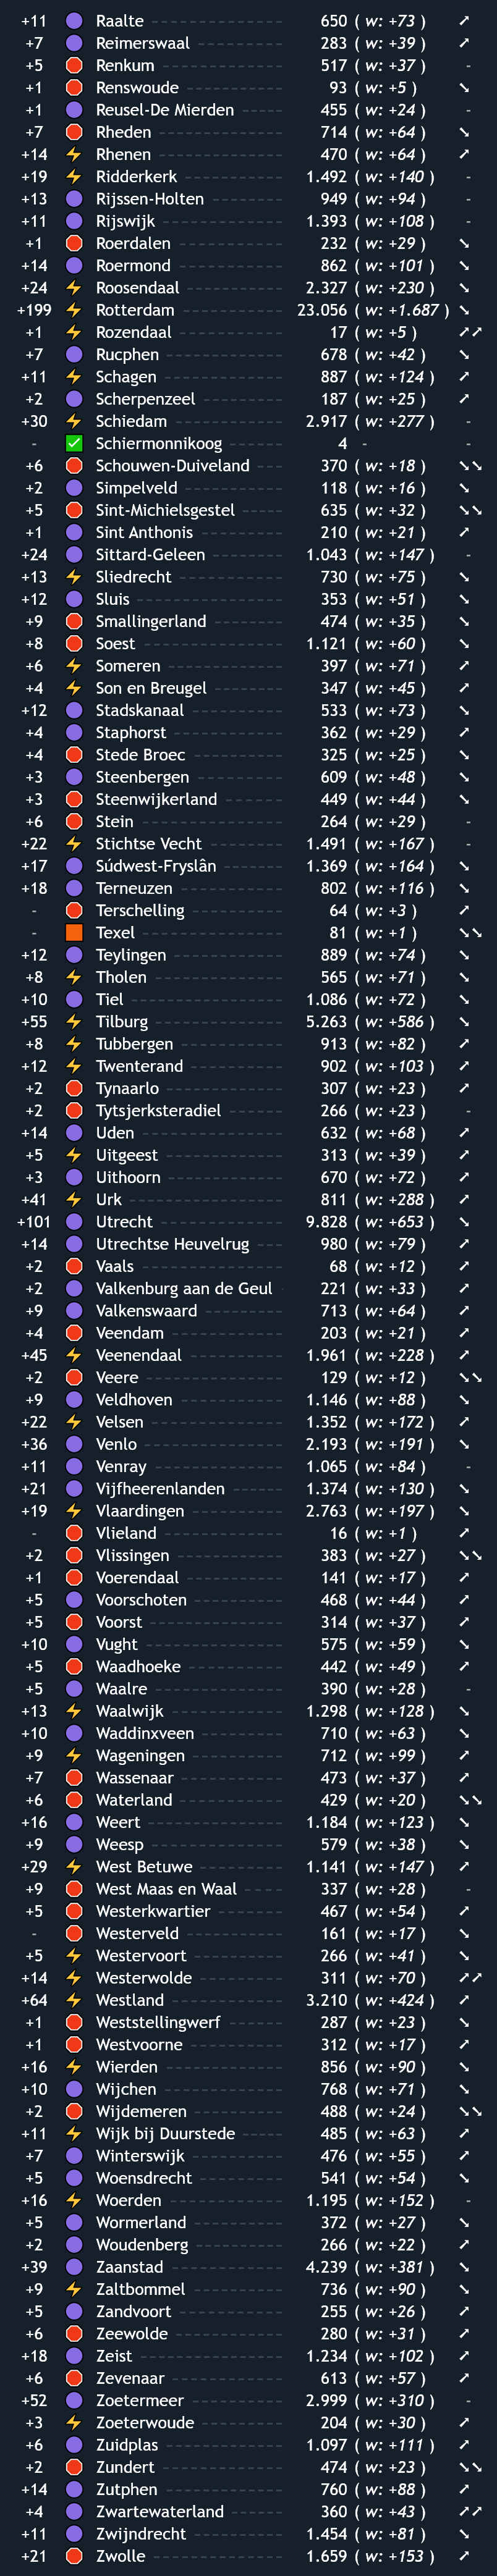 +11 Raalte 650 ( w: +73 )
+7 Reimerswaal 283 ( w: +39 )
+5 Renkum 517 ( w: +37 ) -
+1 Renswoude 93 ( w: +5 )
+1 Reusel-De Mierden 455 ( w: +24 ) -
+7 Rheden 714 ( w: +64 )
+14 Rhenen 470 ( w: +64 )
+19 Ridderkerk 1.492 ( w: +140 ) -
+13 Rijssen-Holten 949 ( w: +94 ) -
+11 Rijswijk 1.393 ( w: +108 ) -
+1 Roerdalen 232 ( w: +29 )
+14 Roermond 862 ( w: +101 )
+24 Roosendaal 2.327 ( w: +230 )
+199 Rotterdam 23.056 ( w: +1.687 )
+1 Rozendaal 17 ( w: +5 )
+7 Rucphen 678 ( w: +42 )
+11 Schagen 887 ( w: +124 )
+2 Scherpenzeel 187 ( w: +25 )
+30 Schiedam 2.917 ( w: +277 ) -
- Schiermonnikoog 4 - -
+6 Schouwen-Duiveland 370 ( w: +18 )
+2 Simpelveld 118 ( w: +16 )
+5 Sint-Michielsgestel 635 ( w: +32 )
+1 Sint Anthonis 210 ( w: +21 )
+24 Sittard-Geleen 1.043 ( w: +147 ) -
+13 Sliedrecht 730 ( w: +75 )
+12 Sluis 353 ( w: +51 )
+9 Smallingerland 474 ( w: +35 )
+8 Soest 1.121 ( w: +60 )
+6 Someren 397 ( w: +71 )
+4 Son en Breugel 347 ( w: +45 )
+12 Stadskanaal 533 ( w: +73 )
+4 Staphorst 362 ( w: +29 )
+4 Stede Broec 325 ( w: +25 )
+3 Steenbergen 609 ( w: +48 )
+3 Steenwijkerland 449 ( w: +44 )
+6 Stein 264 ( w: +29 ) -
+22 Stichtse Vecht 1.491 ( w: +167 ) -
+17 Súdwest-Fryslân 1.369 ( w: +164 )
+18 Terneuzen 802 ( w: +116 )
- Terschelling 64 ( w: +3 )
- Texel 81 ( w: +1 )
+12 Teylingen 889 ( w: +74 )
+8 Tholen 565 ( w: +71 )
+10 Tiel 1.086 ( w: +72 )
+55 Tilburg 5.263 ( w: +586 )
+8 Tubbergen 913 ( w: +82 )
+12 Twenterand 902 ( w: +103 )
+2 Tynaarlo 307 ( w: +23 )
+2 Tytsjerksteradiel 266 ( w: +23 ) -
+14 Uden 632 ( w: +68 )
+5 Uitgeest 313 ( w: +39 )
+3 Uithoorn 670 ( w: +72 )
+41 Urk 811 ( w: +288 )
+101 Utrecht 9.828 ( w: +653 )
+14 Utrechtse Heuvelrug 980 ( w: +79 )
+2 Vaals 68 ( w: +12 )
+2 Valkenburg aan de Geul 221 ( w: +33 )
+9 Valkenswaard 713 ( w: +64 )
+4 Veendam 203 ( w: +21 )
+45 Veenendaal 1.961 ( w: +228 )
+2 Veere 129 ( w: +12 )
+9 Veldhoven 1.146 ( w: +88 )
+22 Velsen 1.352 ( w: +172 )
+36 Venlo 2.193 ( w: +191 )
+11 Venray 1.065 ( w: +84 ) -
+21 Vijfheerenlanden 1.374 ( w: +130 )
+19 Vlaardingen 2.763 ( w: +197 )
- Vlieland 16 ( w: +1 )
+2 Vlissingen 383 ( w: +27 )
+1 Voerendaal 141 ( w: +17 )
+5 Voorschoten 468 ( w: +44 )
+5 Voorst 314 ( w: +37 )
+10 Vught 575 ( w: +59 )
+5 Waadhoeke 442 ( w: +49 )
+5 Waalre 390 ( w: +28 ) -
+13 Waalwijk 1.298 ( w: +128 )
+10 Waddinxveen 710 ( w: +63 )
+9 Wageningen 712 ( w: +99 )
+7 Wassenaar 473 ( w: +37 )
+6 Waterland 429 ( w: +20 )
+16 Weert 1.184 ( w: +123 )
+9 Weesp 579 ( w: +38 )
+29 West Betuwe 1.141 ( w: +147 )
+9 West Maas en Waal 337 ( w: +28 ) -
+5 Westerkwartier 467 ( w: +54 )
- Westerveld 161 ( w: +17 )
+5 Westervoort 266 ( w: +41 )
+14 Westerwolde 311 ( w: +70 )
+64 Westland 3.210 ( w: +424 )
+1 Weststellingwerf 287 ( w: +23 )
+1 Westvoorne 312 ( w: +17 )
+16 Wierden 856 ( w: +90 )
+10 Wijchen 768 ( w: +71 )
+2 Wijdemeren 488 ( w: +24 )
+11 Wijk bij Duurstede 485 ( w: +63 )
+7 Winterswijk 476 ( w: +55 )
+5 Woensdrecht 541 ( w: +54 )
+16 Woerden 1.195 ( w: +152 ) -
+5 Wormerland 372 ( w: +27 )
+2 Woudenberg 266 ( w: +22 )
+39 Zaanstad 4.239 ( w: +381 )
+9 Zaltbommel 736 ( w: +90 )
+5 Zandvoort 255 ( w: +26 )
+6 Zeewolde 280 ( w: +31 )
+18 Zeist 1.234 ( w: +102 )
+6 Zevenaar 613 ( w: +57 )
+52 Zoetermeer 2.999 ( w: +310 ) -
+3 Zoeterwoude 204 ( w: +30 )
+6 Zuidplas 1.097 ( w: +111 )
+2 Zundert 474 ( w: +23 )
+14 Zutphen 760 ( w: +88 )
+4 Zwartewaterland 360 ( w: +43 )
+11 Zwijndrecht 1.454 ( w: +81 )
+21 Zwolle 1.659 ( w: +153 )